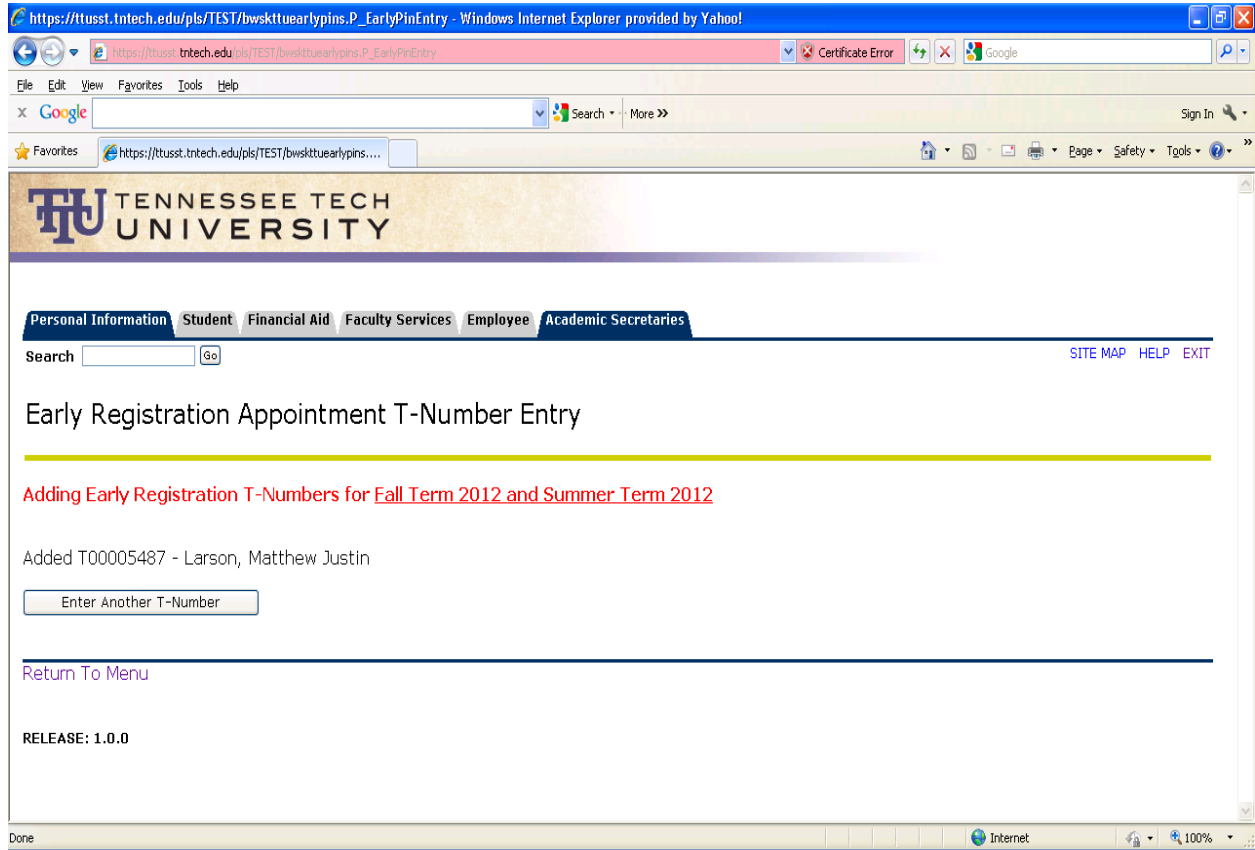 https://ttusst.tntech.edu/pls/TEST/bwskttuearlypins.P_EarlyPinEntry - Windows Internet Explorer provided by Yahoo!
https://ttusst.tntech.edu/pls/TEST/bwskttuearlypins.P_EarlyPinEntry Certificate Error Google
File Edit View Favorites Tools Help
x Google Search More >> Sign In
Favorites https://ttusst.tntech.edu/pls/TEST/bwskttuearlypins.... Page Safety Tools >>
TTU TENNESSEE TECH
UNIVERSITY
Personal Information Student Financial Aid Faculty Services Employee Academic Secretaries
Search Go SITE MAP HELP EXIT
Early Registration Appointment T-Number Entry
Adding Early Registration T-Numbers for Fall Term 2012 and Summer Term 2012
Added T00005487 - Larson, Matthew Justin
Enter Another T-Number
Return To Menu
RELEASE: 1.0.0
Done Internet 100%